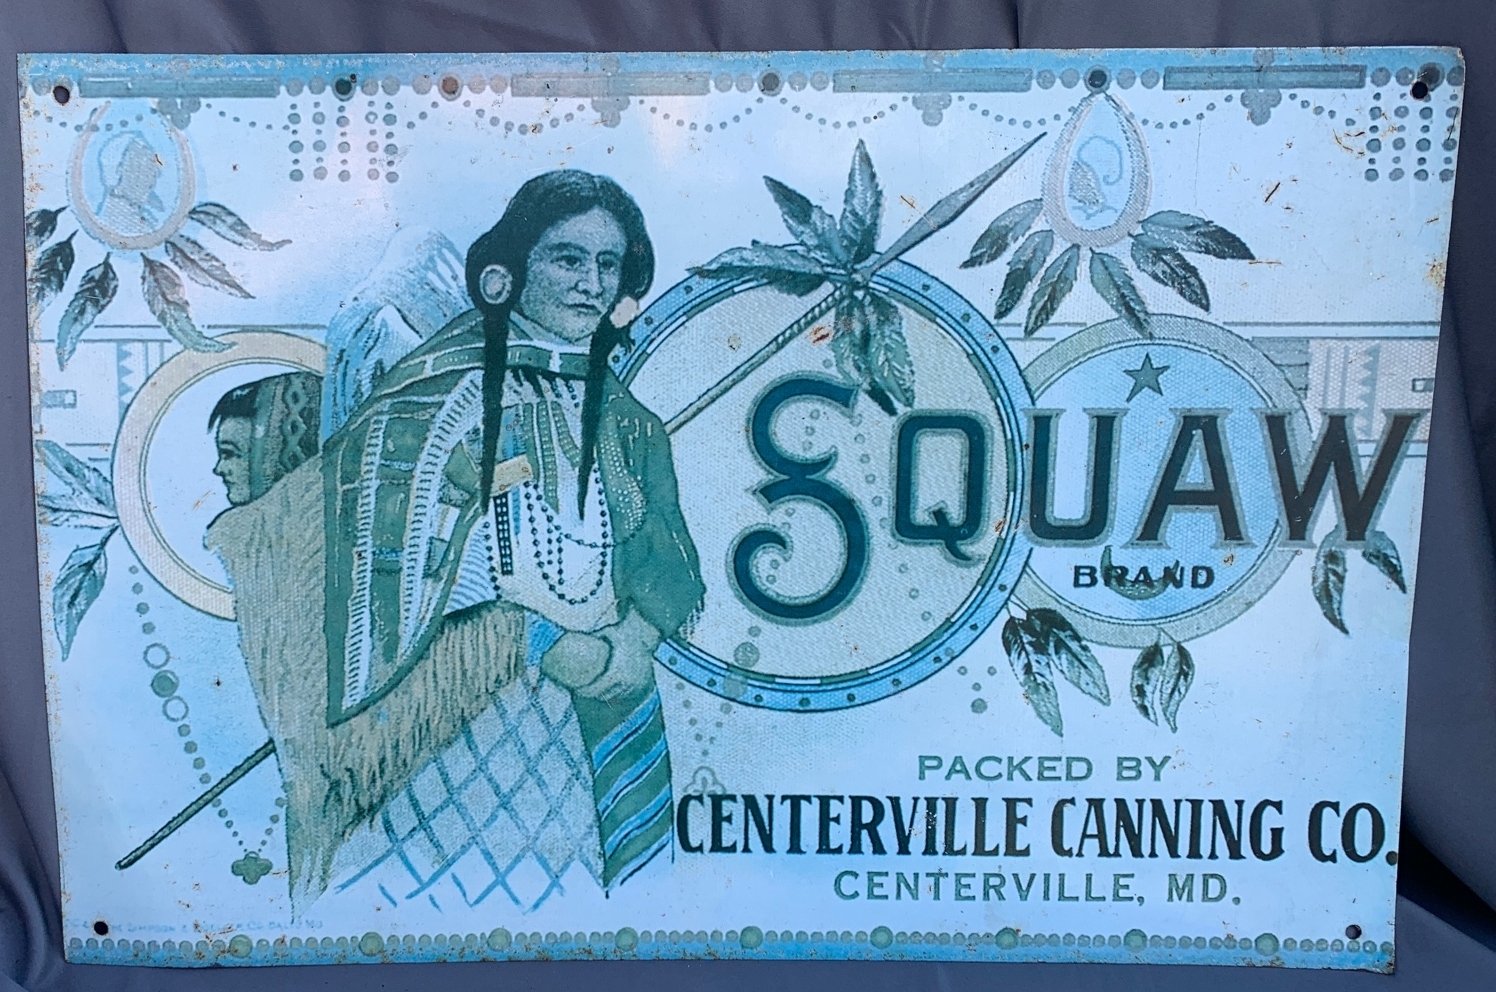 SQUAW
BRAND
PACKED BY
CENTERVILLE CANNING CO.
CENTERVILLE, MD.